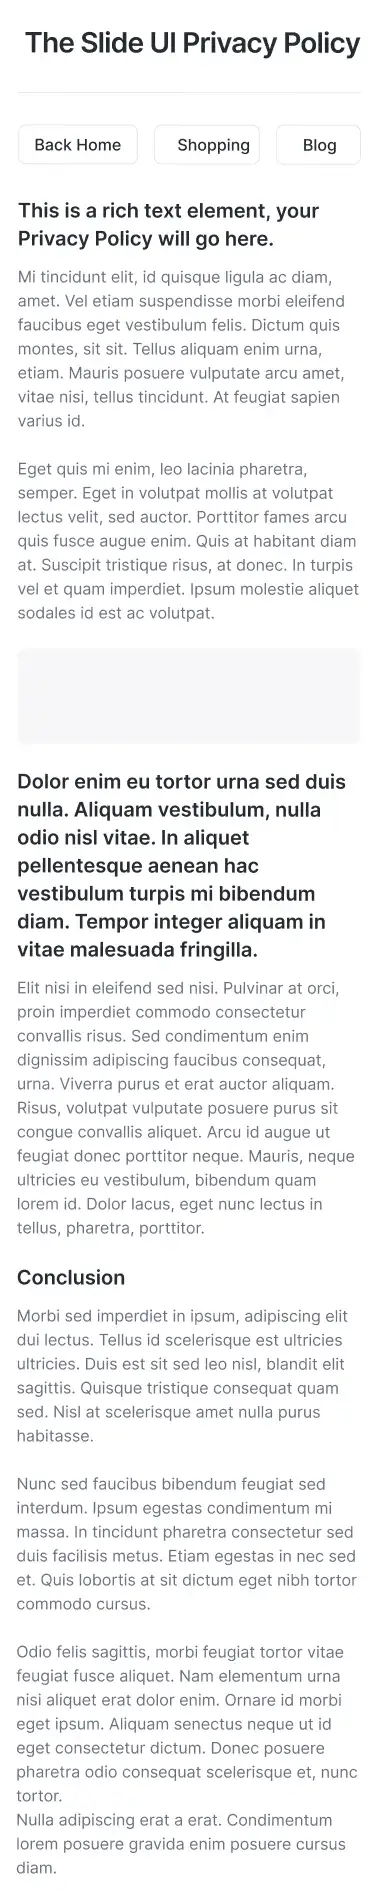 The Slide UI Privacy Policy
Back Home
Shopping
Blog
This is a rich text element, your
Privacy Policy will go here.
Mi tincidunt elit, id quisque ligula ac diam,
amet. Vel etiam suspendisse morbi eleifend
faucibus eget vestibulum felis. Dictum quis
montes, sit sit. Tellus aliquam enim urna,
etiam. Mauris posuere vulputate arcu amet,
vitae nisi, tellus tincidunt. At feugiat sapien
varius id.
Eget quis mi enim, leo lacinia pharetra,
semper. Eget in volutpat mollis at volutpat
lectus velit, sed auctor. Porttitor fames arcu
quis fusce augue enim. Quis at habitant diam
at. Suscipit tristique risus, at donec. In turpis
vel et quam imperdiet. Ipsum molestie aliquet
sodales id est ac volutpat.
Dolor enim eu tortor urna sed duis
nulla. Aliquam vestibulum, nulla
odio nisl vitae. In aliquet
pellentesque aenean hac
vestibulum turpis mi bibendum
diam. Tempor integer aliquam in
vitae malesuada fringilla.
Elit nisi in eleifend sed nisi. Pulvinar at orci,
proin imperdiet commodo consectetur
convallis risus. Sed condimentum enim
dignissim adipiscing faucibus consequat,
urna. Viverra purus et erat auctor aliquam.
Risus, volutpat vulputate posuere purus sit
congue convallis aliquet. Arcu id augue ut
feugiat donec porttitor neque. Mauris, neque
ultricies eu vestibulum, bibendum quam
lorem id. Dolor lacus, eget nunc lectus in
tellus, pharetra, porttitor.
Conclusion
Morbi sed imperdiet in ipsum, adipiscing elit
dui lectus. Tellus id scelerisque est ultricies
ultricies. Duis est sit sed leo nisl, blandit elit
sagittis. Quisque tristique consequat quam
sed. Nisl at scelerisque amet nulla purus
habitasse.
Nunc sed faucibus bibendum feugiat sed
interdum. Ipsum egestas condimentum mi
massa. In tincidunt pharetra consectetur sed
duis facilisis metus. Etiam egestas in nec sed
et. Quis lobortis at sit dictum eget nibh tortor
commodo cursus.
Odio felis sagittis, morbi feugiat tortor vitae
feugiat fusce aliquet. Nam elementum urna
nisi aliquet erat dolor enim. Ornare id morbi
eget ipsum. Aliquam senectus neque ut id
eget consectetur dictum. Donec posuere
pharetra odio consequat scelerisque et, nunc
tortor.
Nulla adipiscing erat a erat. Condimentum
lorem posuere gravida enim posuere cursus
diam.